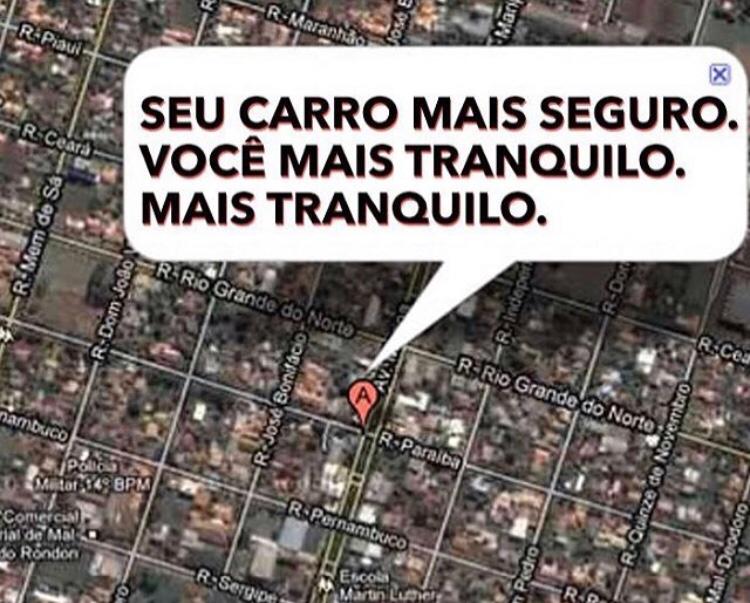 R. Maranhão
R. Piauí
SEU CARRO MAIS SEGURO.
VOCÊ MAIS TRANQUILO.
MAIS TRANQUILO.
R. Ceará
R. Mem de Sá
R. Dom João
R. Rio Grande do Norte
R. José Bonifácio
R. Rio Grande do Norte
A
R. Paraíba
R. Quinze de Novembro
Polícia
Militar 14º BPM
R. Pernambuco
Comercial
do Rondon
R. Sergipe
Escola
Martin Luther
Mal. Deodoro